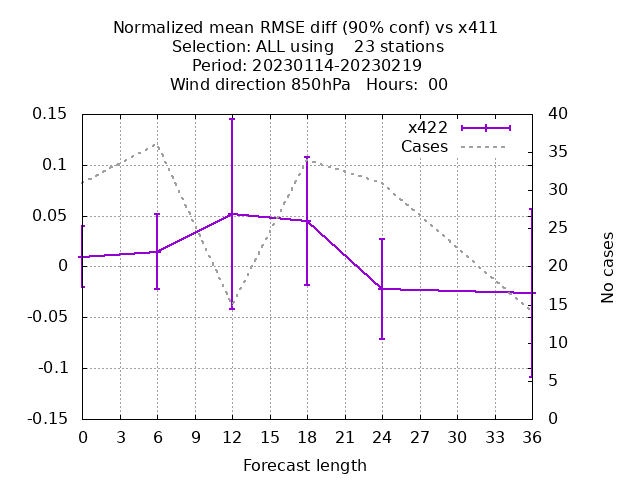 Normalized mean RMSE diff (90% conf) vs x411
Selection: ALL using    23 stations
Period: 20230114-20230219
Wind direction 850hPa   Hours:  00
x422
Cases
0.15
0.1
0.05
0
-0.05
-0.1
-0.15
40
35
30
25
20
15
10
5
0
No cases
0 3 6 9 12 15 18 21 24 27 30 33 36
Forecast length